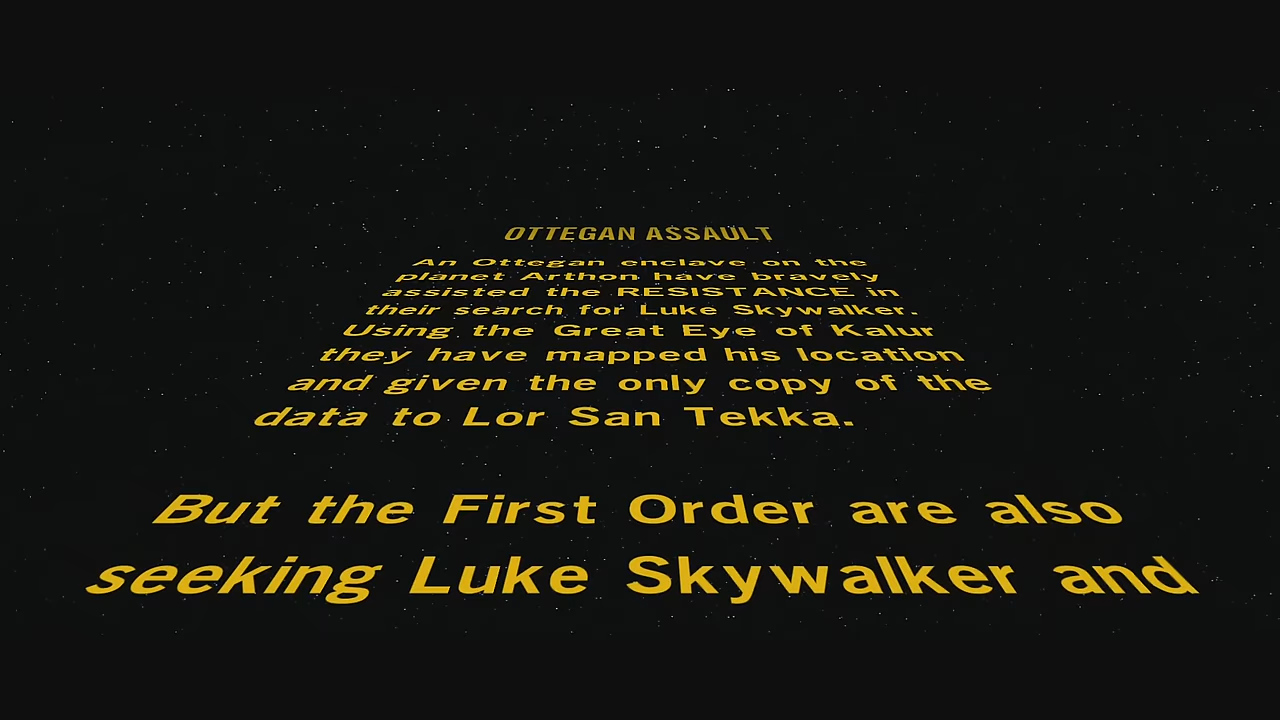 OTTEGAN ASSAULT
An Ottegan enclave on the
planet Arthon have bravely
assisted the RESISTANCE in
their search for Luke Skywalker.
Using the Great Eye of Kalur
they have mapped his location
and given the only copy of the
data to Lor San Tekka.
But the First Order are also
seeking Luke Skywalker and